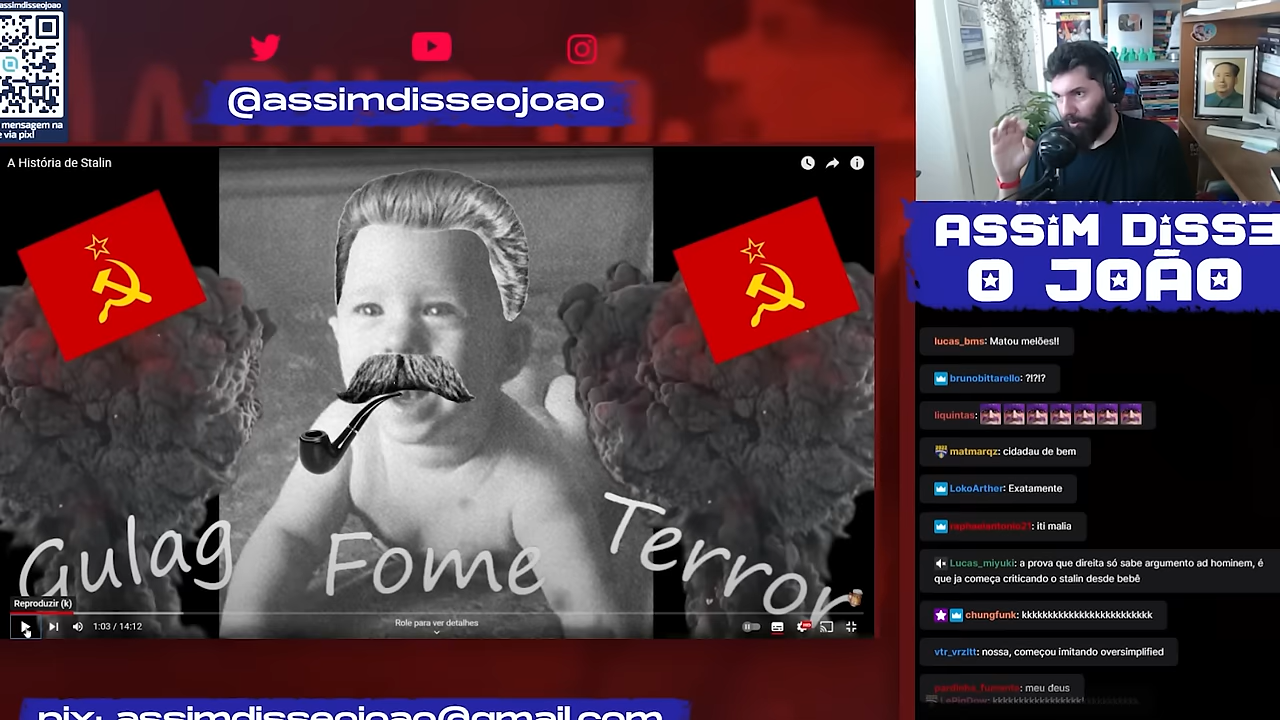 assimdisseojoao
mensagem na
e via pix!
@assimdisseojoao
A História de Stalin
Gulag
Fome
Terror
Reproduzir (k)
1:03 / 14:12
Role para ver detalhes
pix: assimdisseojoao@gmail.com
ASSIM DISSE
O JOÃO
lucas_bms: Matou melões!!
brunobittarello: ?!?!?
liquintas:
matmarqz: cidadau de bem
LokoArther: Exatamente
raphaelantonio21: iti malia
Lucas_miyuki: a prova que direita só sabe argumento ad hominem, é
que ja começa criticando o stalin desde bebê
chungfunk: kkkkkkkkkkkkkkkkkkkkkkkkkk
vtr_vrzltt: nossa, começou imitando oversimplified
pardinha_fumante: meu deus